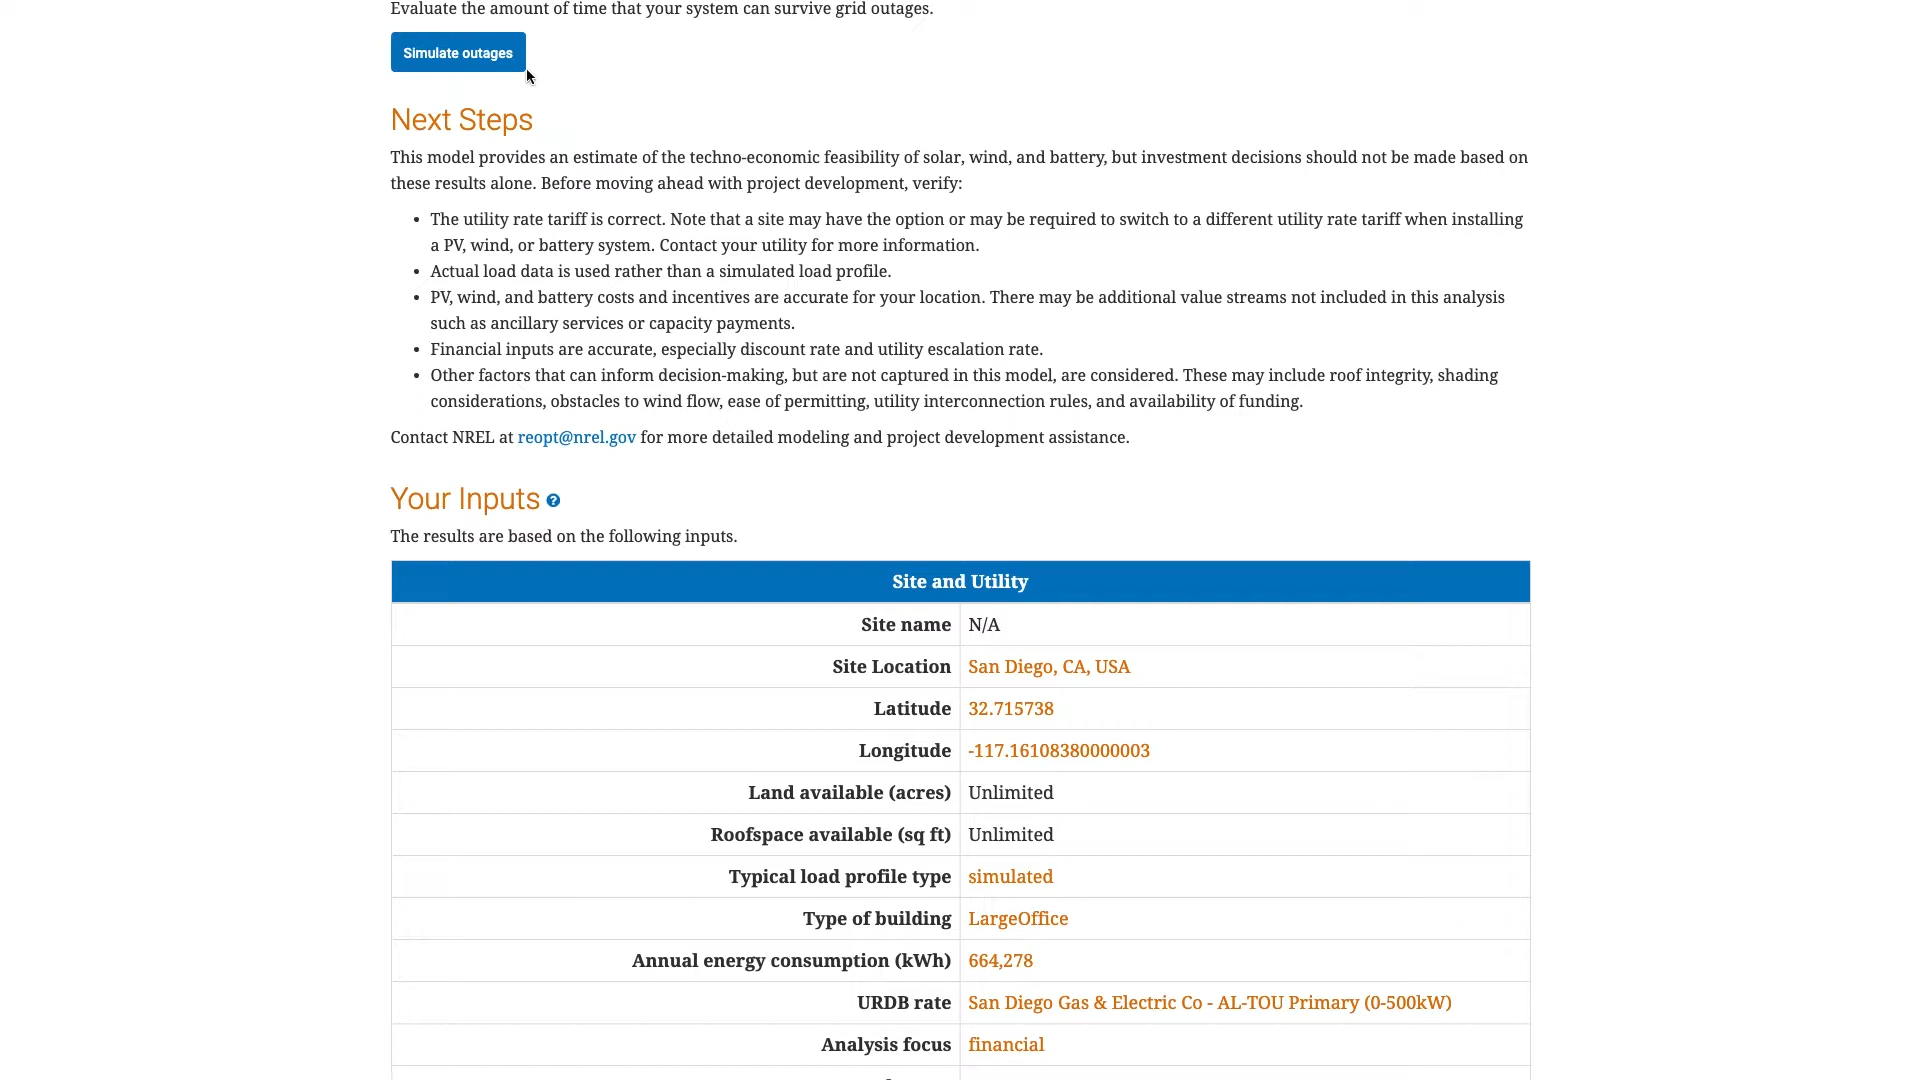 Evaluate the amount of time that your system can survive grid outages.
Simulate outages
Next Steps
This model provides an estimate of the techno-economic feasibility of solar, wind, and battery, but investment decisions should not be made based on
these results alone. Before moving ahead with project development, verify:
• The utility rate tariff is correct. Note that a site may have the option or may be required to switch to a different utility rate tariff when installing
a PV, wind, or battery system. Contact your utility for more information.
• Actual load data is used rather than a simulated load profile.
• PV, wind, and battery costs and incentives are accurate for your location. There may be additional value streams not included in this analysis
such as ancillary services or capacity payments.
• Financial inputs are accurate, especially discount rate and utility escalation rate.
• Other factors that can inform decision-making, but are not captured in this model, are considered. These may include roof integrity, shading
considerations, obstacles to wind flow, ease of permitting, utility interconnection rules, and availability of funding.
Contact NREL at reopt@nrel.gov for more detailed modeling and project development assistance.
Your Inputs ?
The results are based on the following inputs.
Site and Utility
Site name N/A
Site Location San Diego, CA, USA
Latitude 32.715738
Longitude -117.16108380000003
Land available (acres) Unlimited
Roofspace available (sq ft) Unlimited
Typical load profile type simulated
Type of building LargeOffice
Annual energy consumption (kWh) 664,278
URDB rate San Diego Gas & Electric Co - AL-TOU Primary (0-500kW)
Analysis focus financial